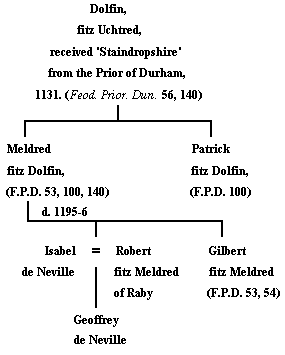 Dolfin,
fitz Uchtred,
received 'Staindropshire'
from the Prior of Durham,
1131. (Feod. Prior. Dun. 56, 140)
Meldred
fitz Dolfin,
(F.P.D. 53, 100, 140)
d. 1195-6
Patrick
fitz Dolfin,
(F.P.D. 100)
Isabel
de Neville
=
Robert
fitz Meldred
of Raby
Gilbert
fitz Meldred
(F.P.D. 53, 54)
Geoffrey
de Neville